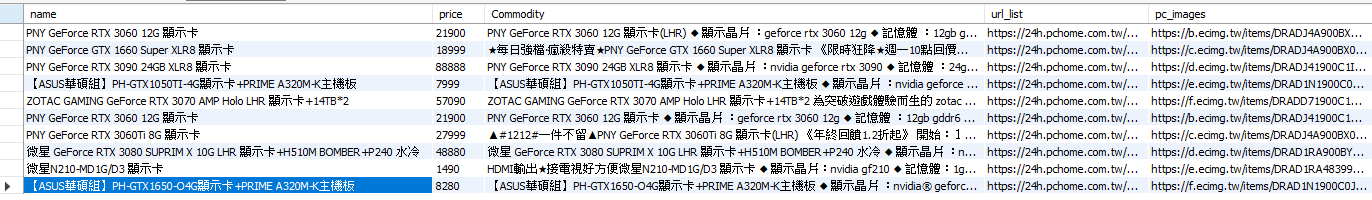 name price Commodity url_list pc_images
PNY GeForce RTX 3060 12G 顯示卡 21900 PNY GeForce RTX 3060 12G 顯示卡(LHR) ◆ 顯示晶片：geforce rtx 3060 12g ◆ 記憶體 ：12gb g... https://24h.pchome.com.tw/... https://b.ecimg.tw/items/DRADJ4A900BX...
PNY GeForce GTX 1660 Super XLR8 顯示卡 18999 ★每日強檔‧瘋殺特賣★PNY GeForce GTX 1660 Super XLR8 顯示卡 《限時狂降★週一10點回價... https://24h.pchome.com.tw/... https://c.ecimg.tw/items/DRADJ4A900BX0...
PNY GeForce RTX 3090 24GB XLR8 顯示卡 88888 PNY GeForce RTX 3090 24GB XLR8 顯示卡 ◆ 顯示晶片：nvidia geforce rtx 3090 ◆ 記憶體 ：24g... https://24h.pchome.com.tw/... https://d.ecimg.tw/items/DRADJ41900C1I...
【ASUS華碩組】PH-GTX1050TI-4G顯示卡+PRIME A320M-K主機板 7999 【ASUS華碩組】PH-GTX1050TI-4G顯示卡+PRIME A320M-K主機板 ◆ 顯示晶片：nvidia geforce ... https://24h.pchome.com.tw/... https://b.ecimg.tw/items/DRAD1N1900C0...
ZOTAC GAMING GeForce RTX 3070 AMP Holo LHR 顯示卡+14TB*2 57090 ZOTAC GAMING GeForce RTX 3070 AMP Holo LHR 顯示卡+14TB*2 為突破遊戲體驗而生的 zotac ... https://24h.pchome.com.tw/... https://f.ecimg.tw/items/DRADD71900C1...
PNY GeForce RTX 3060 12G 顯示卡 21900 PNY GeForce RTX 3060 12G 顯示卡 ◆ 顯示晶片：geforce rtx 3060 ◆ 記憶體 ：12gb gddr6 ... https://24h.pchome.com.tw/... https://b.ecimg.tw/items/DRADJ41900C1...
PNY GeForce RTX 3060Ti 8G 顯示卡 27999 ▲#1212#一件不留▲PNY GeForce RTX 3060Ti 8G 顯示卡(LHR) 《年終回饋1.2折起》 開始：1... https://24h.pchome.com.tw/... https://c.ecimg.tw/items/DRADJ4A900BX0...
微星 GeForce RTX 3080 SUPRIM X 10G LHR 顯示卡+H510M BOMBER+P240 水冷 48880 微星 GeForce RTX 3080 SUPRIM X 10G LHR 顯示卡+H510M BOMBER+P240 水冷 ◆ 顯示晶片：n... https://24h.pchome.com.tw/... https://d.ecimg.tw/items/DRAD1RA900BY...
微星N210-MD1G/D3 顯示卡 1490 HDMI輸出★接電視好方便微星N210-MD1G/D3 顯示卡 ◆ 顯示晶片：nvidia gf210 ◆ 記憶體 ：1g... https://24h.pchome.com.tw/... https://e.ecimg.tw/items/DRAD1RA48399...
【ASUS華碩組】PH-GTX1650-O4G顯示卡+PRIME A320M-K主機板 8280 【ASUS華碩組】PH-GTX1650-O4G顯示卡+PRIME A320M-K主機板 ◆ 顯示晶片：nvidia® geforc... https://24h.pchome.com.tw/... https://f.ecimg.tw/items/DRAD1N1900C0J...